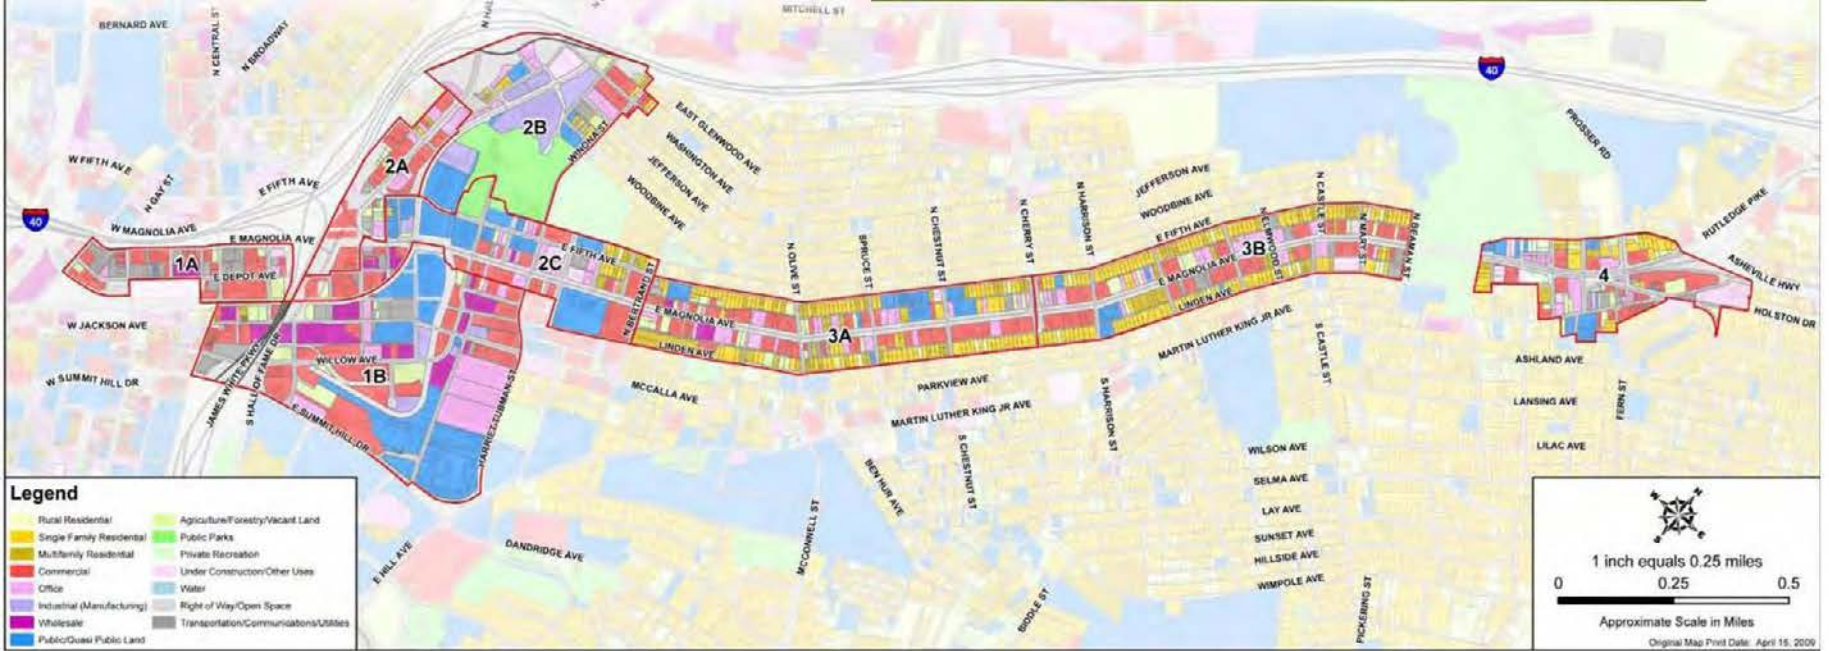 MITCHELL ST
BERNARD AVE
N CENTRAL ST
N BROADWAY
N HAL
40
W FIFTH AVE
N GAY ST
E FIFTH AVE
40
W MAGNOLIA AVE
E MAGNOLIA AVE
1A
E DEPOT AVE
W JACKSON AVE
W SUMMIT HILL DR
JAMES WHITE PKWY
S HALL OF FAME DR
WILLOW AVE
1B
E SUMMIT HILL DR
HARRIET TUBMAN ST
2A
2B
WINONA ST
EAST GLENWOOD AVE
WASHINGTON AVE
JEFFERSON AVE
WOODBINE AVE
2C
E FIFTH AVE
N BERTRAND ST
E MAGNOLIA AVE
LINDEN AVE
3A
N OLIVE ST
SPRUCE ST
N CHESTNUT ST
N CHERRY ST
N HARRISON ST
JEFFERSON AVE
WOODBINE AVE
E FIFTH AVE
E MAGNOLIA AVE
LINDEN AVE
3B
N ELMWOOD ST
N CASTLE ST
N MARY ST
N BEAMAN ST
PROSSER RD
RUTLEDGE PIKE
ASHEVILLE HWY
HOLSTON DR
4
MCCALLA AVE
PARKVIEW AVE
MARTIN LUTHER KING JR AVE
MARTIN LUTHER KING JR AVE
S CHESTNUT ST
S HARRISON ST
S CASTLE ST
BEN HUR AVE
MCCONNELL ST
DANDRIDGE AVE
E HILL AVE
BIDDLE ST
PICKERING ST
WILSON AVE
SELMA AVE
LAY AVE
SUNSET AVE
HILLSIDE AVE
WIMPOLE AVE
ASHLAND AVE
LANSING AVE
FERN ST
LILAC AVE
Legend
Rural Residential
Single Family Residential
Multifamily Residential
Commercial
Office
Industrial (Manufacturing)
Wholesale
Public/Quasi Public Land
Agriculture/Forestry/Vacant Land
Public Parks
Private Recreation
Under Construction/Other Uses
Water
Right of Way/Open Space
Transportation/Communications/Utilities
N
E
S
W
1 inch equals 0.25 miles
0 0.25 0.5
Approximate Scale in Miles
Original Map Print Date: April 15, 2009